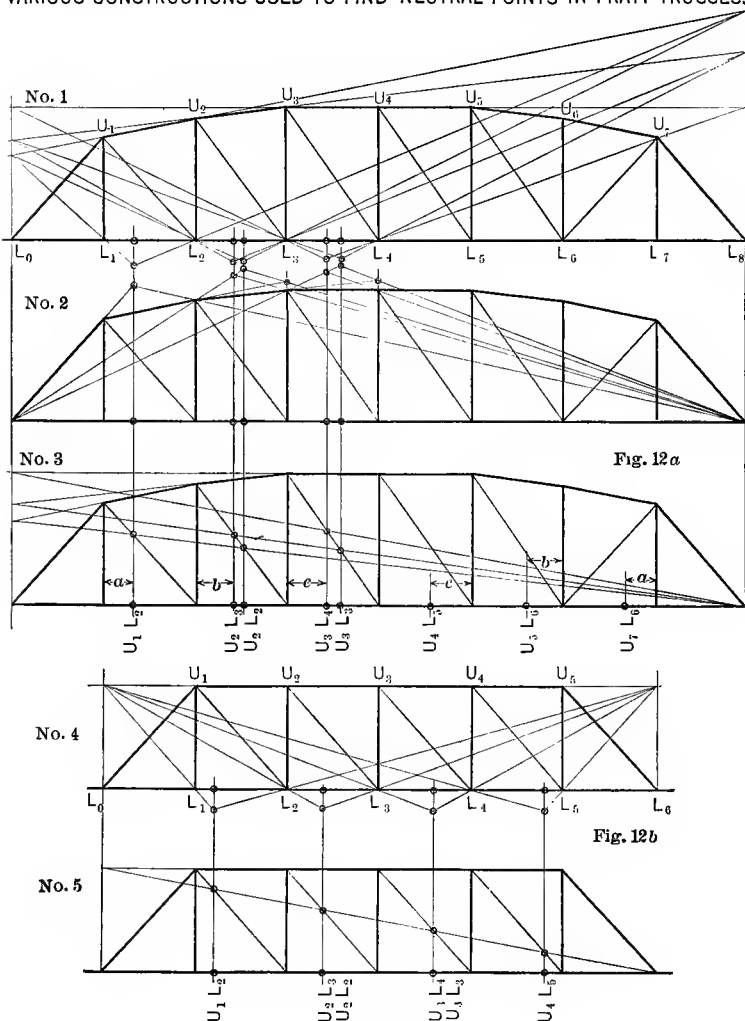 VARIOUS CONSTRUCTIONS USED TO FIND NEUTRAL POINTS IN PRATT TRUSSES.
No. 1
U1 U2 U3 U4 U5 U6 U7
L0 L1 L2 L3 L4 L5 L6 L7 L8
No. 2
No. 3
Fig. 12a
a b c c b a
U1 L2 U2 L3 U2 L2 U3 L4 U3 L3 U4 L5 U5 L6 U7 L6
No. 4
U1 U2 U3 U4 U5
L0 L1 L2 L3 L4 L5 L6
Fig. 12b
No. 5
U1 L2 U2 L3 U2 L2 U3 L4 U3 L3 U4 L5